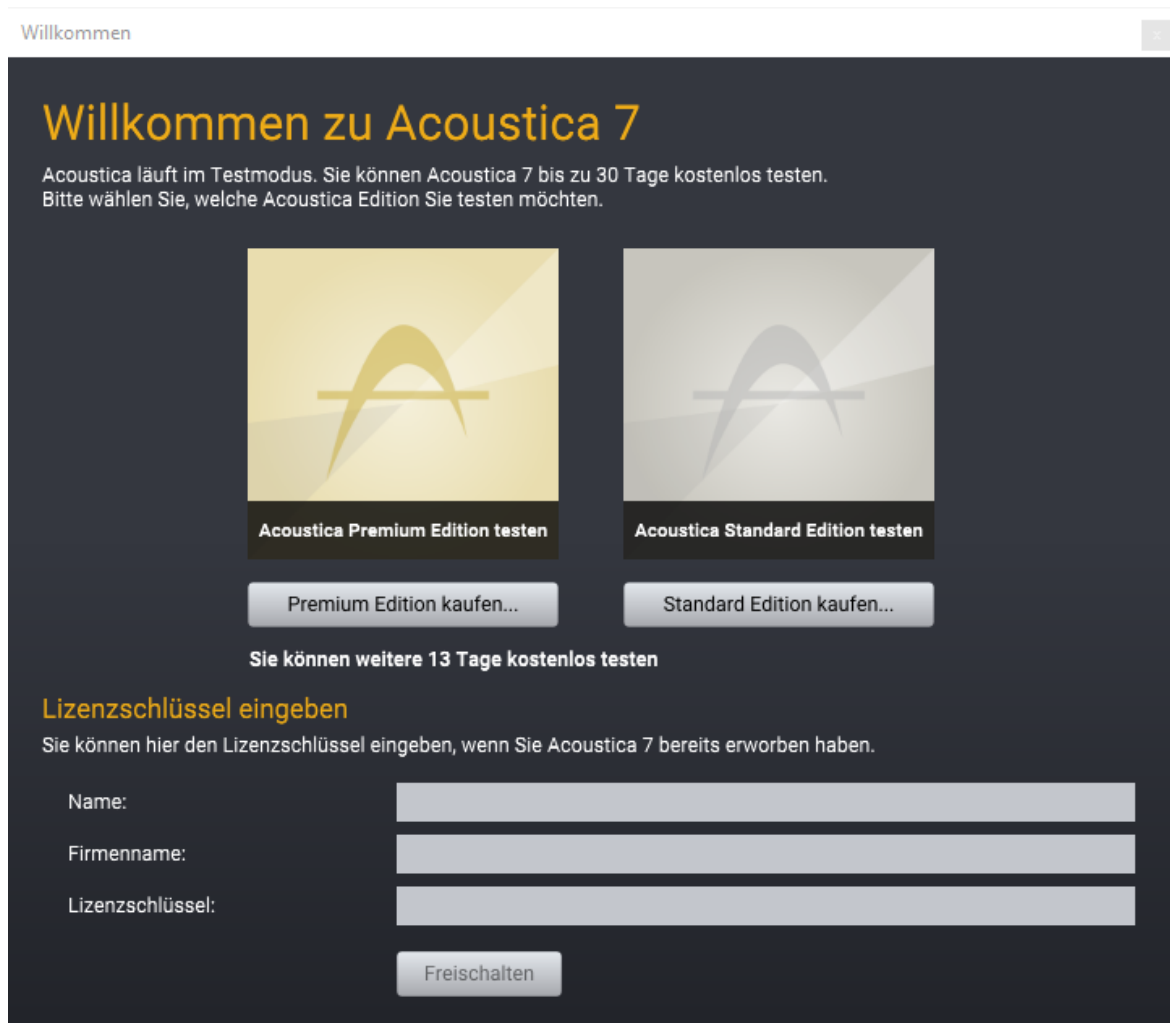 Willkommen
x
Willkommen zu Acoustica 7
Acoustica läuft im Testmodus. Sie können Acoustica 7 bis zu 30 Tage kostenlos testen.
Bitte wählen Sie, welche Acoustica Edition Sie testen möchten.
Acoustica Premium Edition testen
Acoustica Standard Edition testen
Premium Edition kaufen...
Standard Edition kaufen...
Sie können weitere 13 Tage kostenlos testen
Lizenzschlüssel eingeben
Sie können hier den Lizenzschlüssel eingeben, wenn Sie Acoustica 7 bereits erworben haben.
Name:
Firmenname:
Lizenzschlüssel:
Freischalten